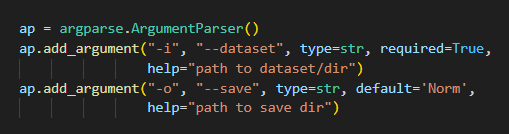 ap = argparse.ArgumentParser()
ap.add_argument("-i", "--dataset", type=str, required=True,
help="path to dataset/dir")
ap.add_argument("-o", "--save", type=str, default='Norm',
help="path to save dir")